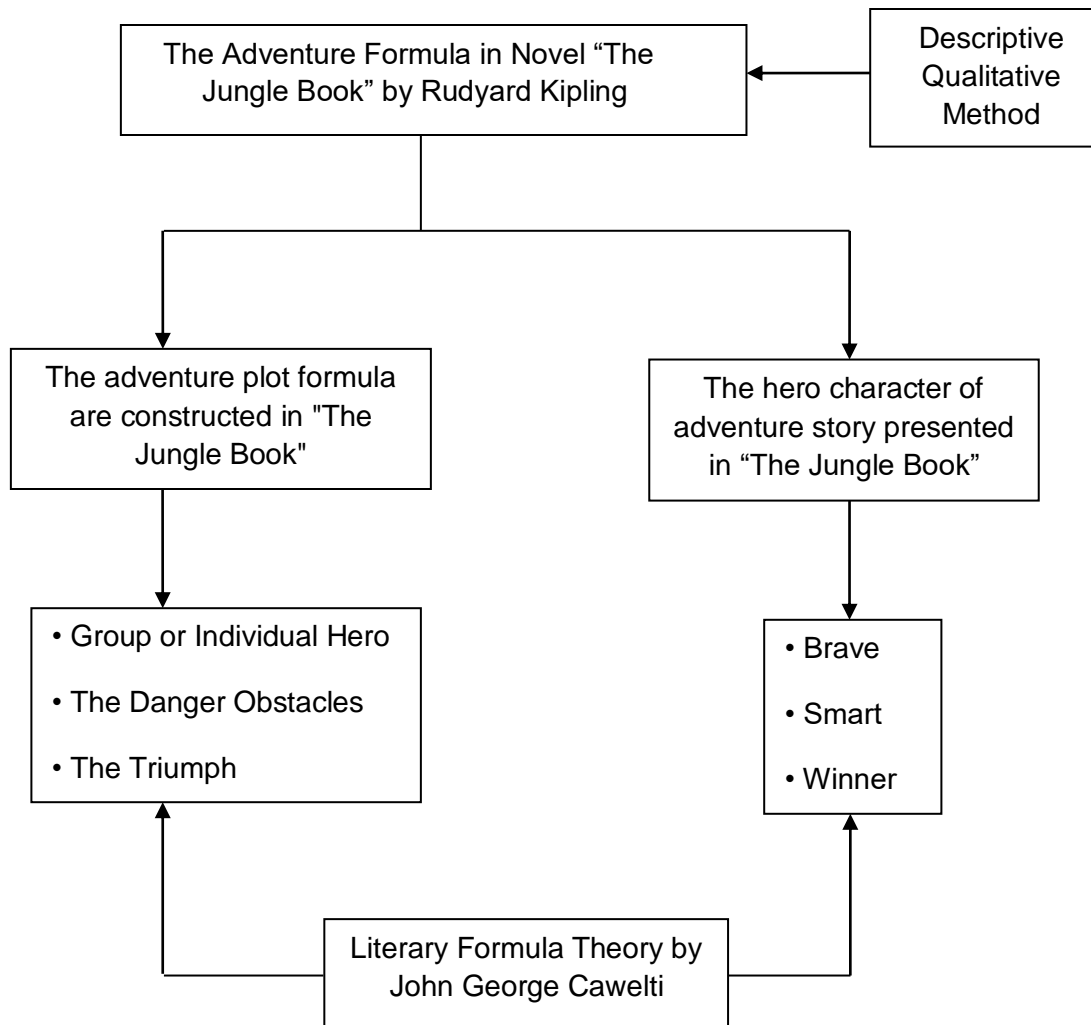 The Adventure Formula in Novel “The
Jungle Book” by Rudyard Kipling
Descriptive
Qualitative
Method
The adventure plot formula
are constructed in "The
Jungle Book"
The hero character of
adventure story presented
in “The Jungle Book”
• Group or Individual Hero
• The Danger Obstacles
• The Triumph
• Brave
• Smart
• Winner
Literary Formula Theory by
John George Cawelti